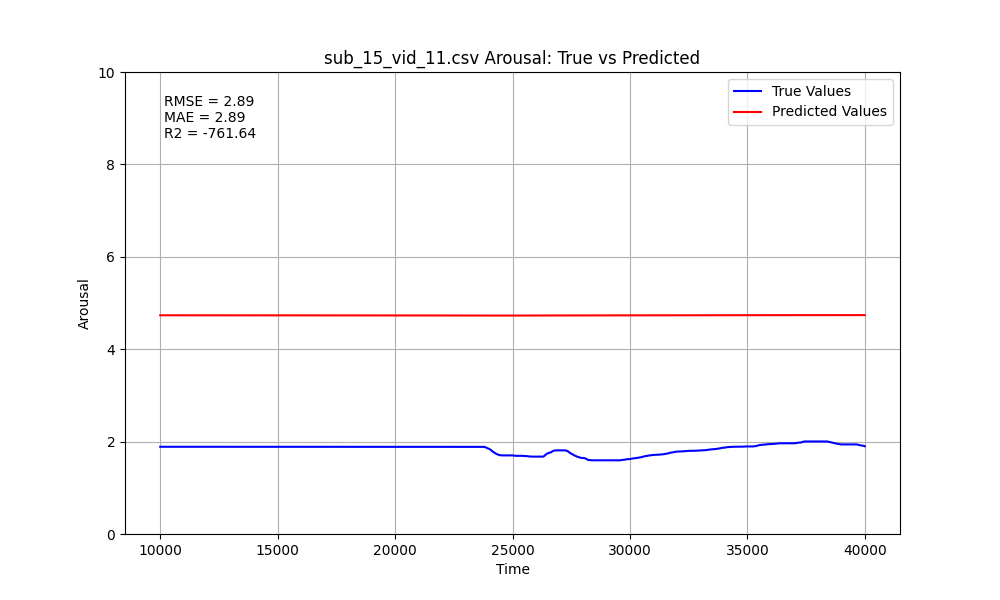 sub_15_vid_11.csv Arousal: True vs Predicted
RMSE = 2.89
MAE = 2.89
R2 = -761.64
True Values
Predicted Values
Arousal
10
8
6
4
2
0
10000 15000 20000 25000 30000 35000 40000
Time